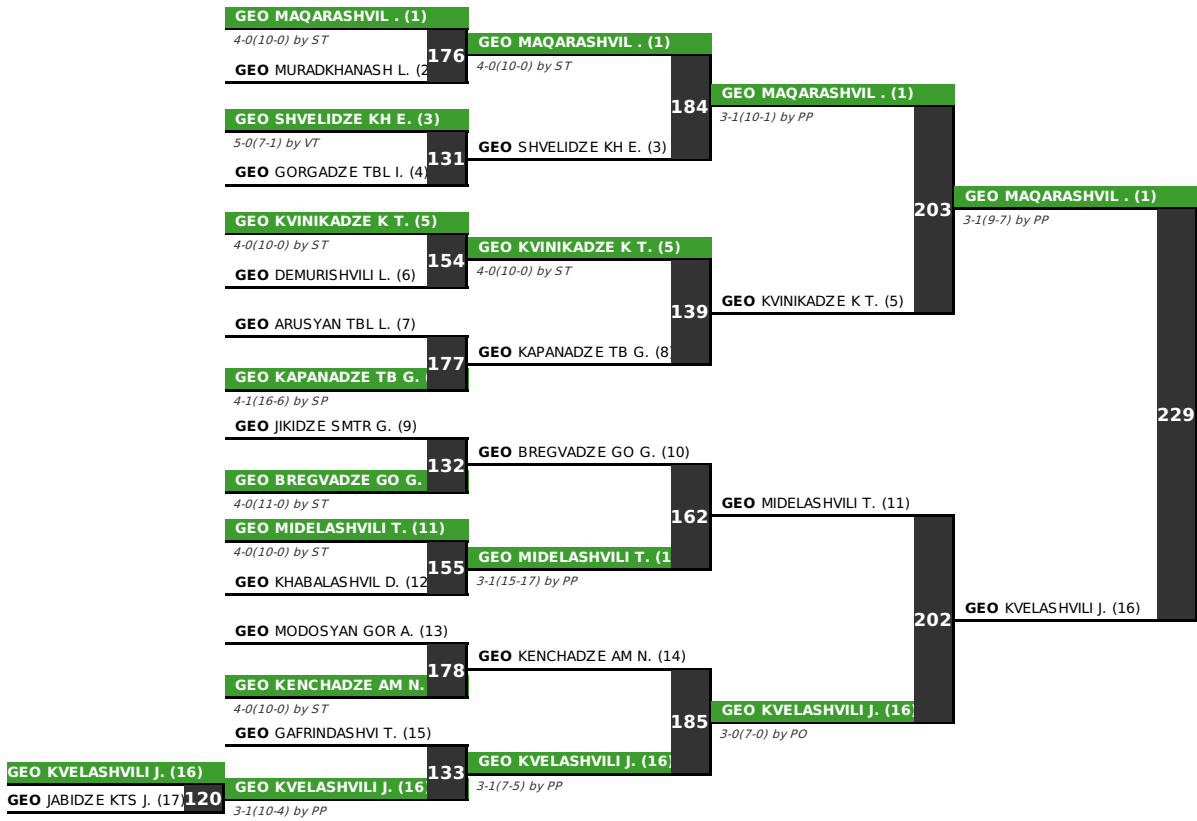 GEO MAQARASHVIL . (1)
4-0(10-0) by ST
GEO MURADKHANASH L. (2
176
GEO SHVELIDZE KH E. (3)
5-0(7-1) by VT
GEO GORGADZE TBL I. (4)
131
GEO KVINIKADZE K T. (5)
4-0(10-0) by ST
GEO DEMURISHVILI L. (6)
154
GEO ARUSYAN TBL L. (7)
177
GEO KAPANADZE TB G. (
4-1(16-6) by SP
GEO JIKIDZE SMTR G. (9)
132
GEO BREGVADZE GO G.
4-0(11-0) by ST
GEO MIDELASHVILI T. (11)
4-0(10-0) by ST
GEO KHABALASHVIL D. (12
155
GEO MODOSYAN GOR A. (13)
178
GEO KENCHADZE AM N.
4-0(10-0) by ST
GEO GAFRINDASHVI T. (15)
133
GEO KVELASHVILI J. (16
3-1(10-4) by PP
GEO KVELASHVILI J. (16)
GEO JABIDZE KTS J. (17)
120
GEO MAQARASHVIL . (1)
4-0(10-0) by ST
184
GEO SHVELIDZE KH E. (3)
GEO KVINIKADZE K T. (5)
4-0(10-0) by ST
139
GEO KAPANADZE TB G. (8)
GEO BREGVADZE GO G. (10)
162
GEO MIDELASHVILI T. (1
3-1(15-17) by PP
GEO KENCHADZE AM N. (14)
185
GEO KVELASHVILI J. (16)
3-1(7-5) by PP
GEO MAQARASHVIL . (1)
3-1(10-1) by PP
203
GEO KVINIKADZE K T. (5)
GEO MIDELASHVILI T. (11)
202
GEO KVELASHVILI J. (16)
3-0(7-0) by PO
GEO MAQARASHVIL . (1)
3-1(9-7) by PP
229
GEO KVELASHVILI J. (16)